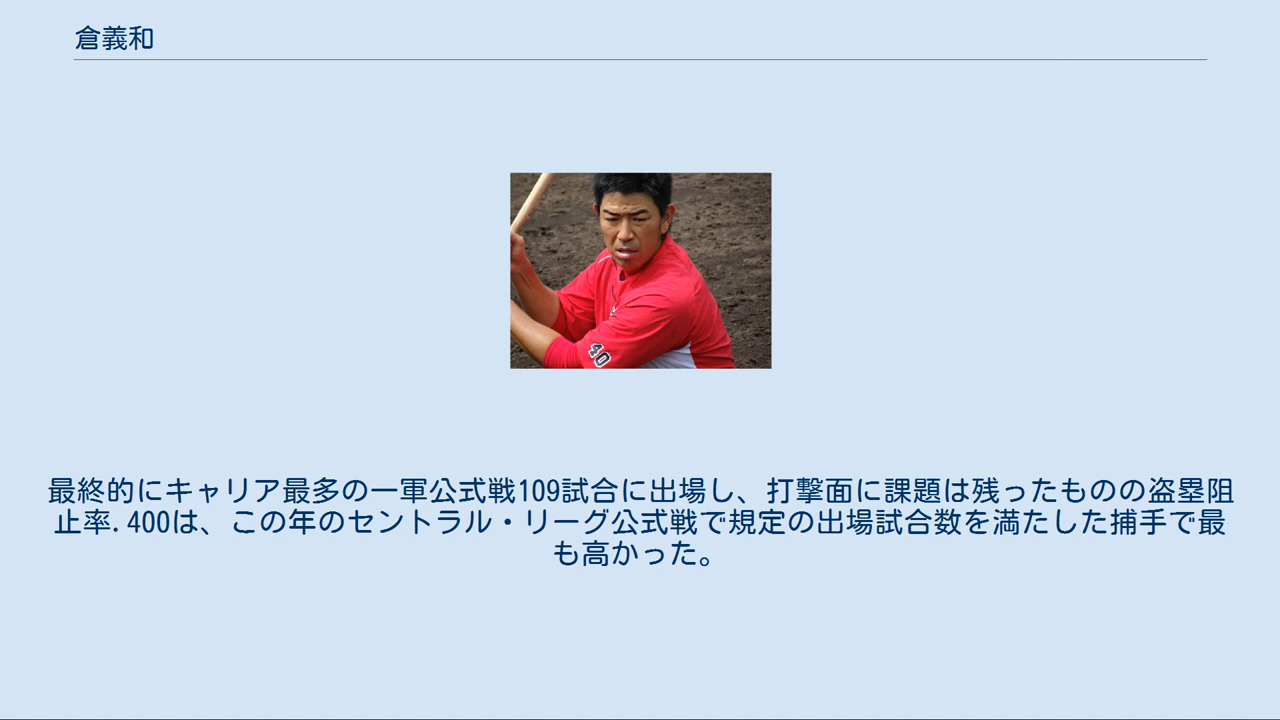 倉義和
40
最終的にキャリア最多の一軍公式戦109試合に出場し、打撃面に課題は残ったものの盗塁阻
止率.400は、この年のセントラル・リーグ公式戦で規定の出場試合数を満たした捕手で最
も高かった。